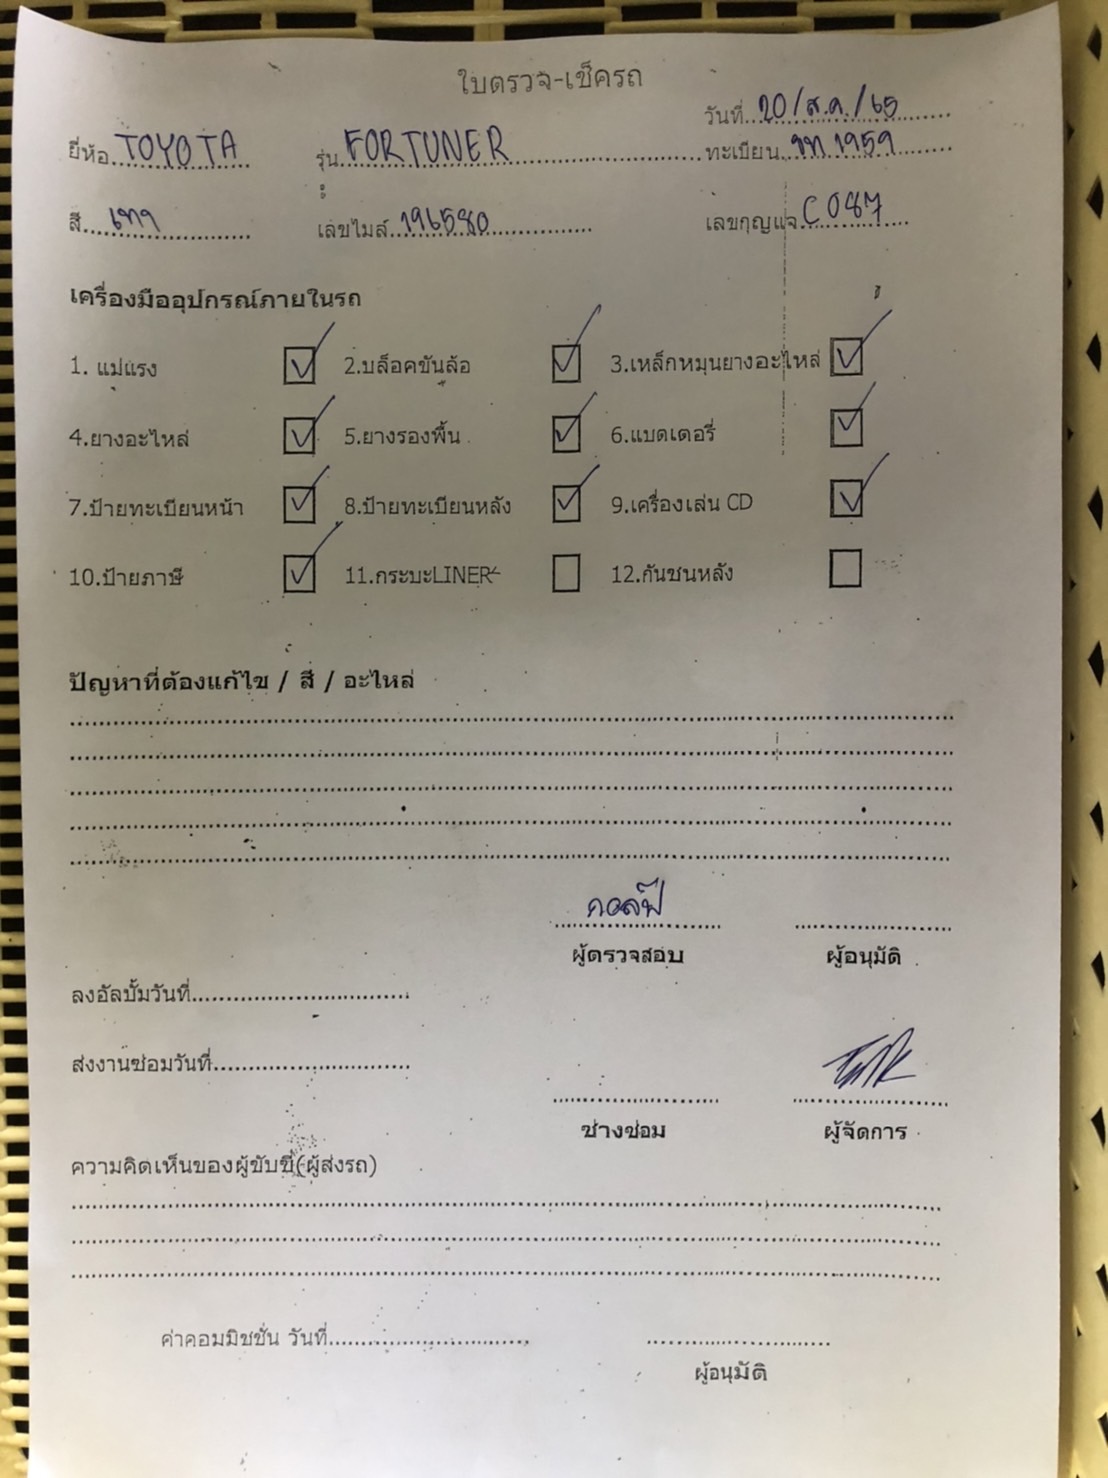 ใบตรวจ-เช็ครถ
วันที่ 20/ส.ค./65
ยี่ห้อ TOYOTA รุ่น FORTUNER ทะเบียน 1959
สี เทา เลขไมล์ 196580 เลขกุญแจ C087
เครื่องมืออุปกรณ์ภายในรถ
1. แม่แรง 2.บล็อคขันล้อ 3.เหล็กหมุนยางอะไหล่
4.ยางอะไหล่ 5.ยางรองพื้น 6.แบตเตอรี่
7.ป้ายทะเบียนหน้า 8.ป้ายทะเบียนหลัง 9.เครื่องเล่น CD
10.ป้ายภาษี 11.กระบะLINER 12.กันชนหลัง
ปัญหาที่ต้องแก้ไข / สี / อะไหล่
กอล์ฟ
ผู้ตรวจสอบ ผู้อนุมัติ
ลงอัลบั้มวันที่
ส่งงานซ่อมวันที่
ช่างซ่อม ผู้จัดการ
ความคิดเห็นของผู้ขับขี่(ผู้ส่งรถ)
ค่าคอมมิชชั่น วันที่
ผู้อนุมัติ